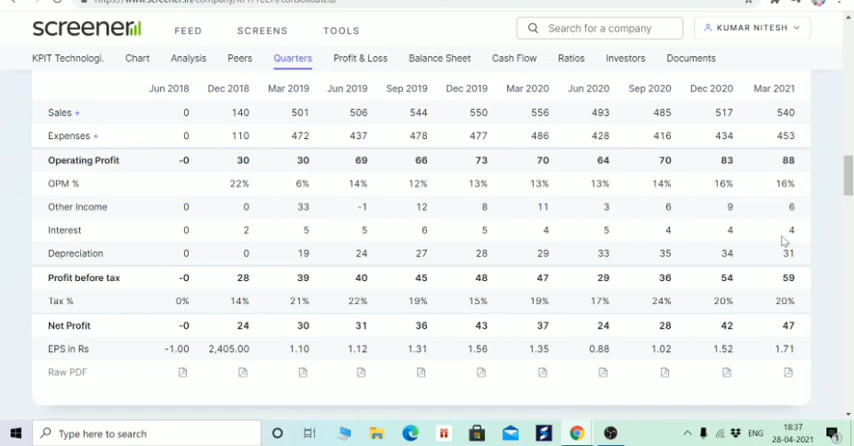 screener
FEED SCREENS TOOLS
Search for a company
KUMAR NITESH
KPIT Technologi. Chart Analysis Peers Quarters Profit & Loss Balance Sheet Cash Flow Ratios Investors Documents
Jun 2018 Dec 2018 Mar 2019 Jun 2019 Sep 2019 Dec 2019 Mar 2020 Jun 2020 Sep 2020 Dec 2020 Mar 2021
Sales + 0 140 501 506 544 550 556 493 485 517 540
Expenses + 0 110 472 437 478 477 486 428 416 434 453
Operating Profit -0 30 30 69 66 73 70 64 70 83 88
OPM % 22% 6% 14% 12% 13% 13% 13% 14% 16% 16%
Other Income 0 0 33 -1 12 8 11 3 6 9 6
Interest 0 2 5 5 6 5 4 5 4 4 4
Depreciation 0 0 19 24 27 28 29 33 35 34 31
Profit before tax -0 28 39 40 45 48 47 29 36 54 59
Tax % 0% 14% 21% 22% 19% 15% 19% 17% 24% 20% 20%
Net Profit -0 24 30 31 36 43 37 24 28 42 47
EPS in Rs -1.00 2,405.00 1.10 1.12 1.31 1.56 1.35 0.88 1.02 1.52 1.71
Raw PDF
Type here to search
ENG
18:37
28-04-2021